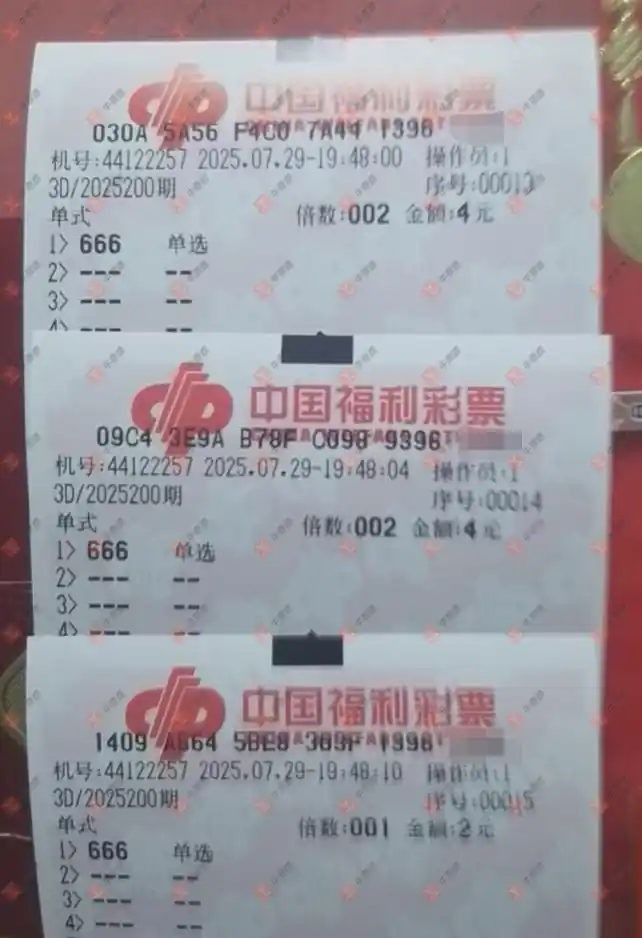 中国福利彩票
030A 5A56 F4C0 7A44 1396
机号:44122257 2025.07.29-19:48:00 操作员:1
3D/2025200期 序号:00013
单式 倍数:002 金额:4元
1> 666 单选
2> --- --
3> --- --
4> --- --
中国福利彩票
09C4 3E9A B78F C098 9396
机号:44122257 2025.07.29-19:48:04 操作员:1
3D/2025200期 序号:00014
单式 倍数:002 金额:4元
1> 666 单选
2> --- --
3> --- --
4> --- --
中国福利彩票
1409 5BE8 1396
机号:44122257 2025.07.29-19:48:10 操作员:1
3D/2025200期 序号:00015
单式 倍数:001 金额:2元
1> 666 单选
2> --- --
3> --- --
4> --- --